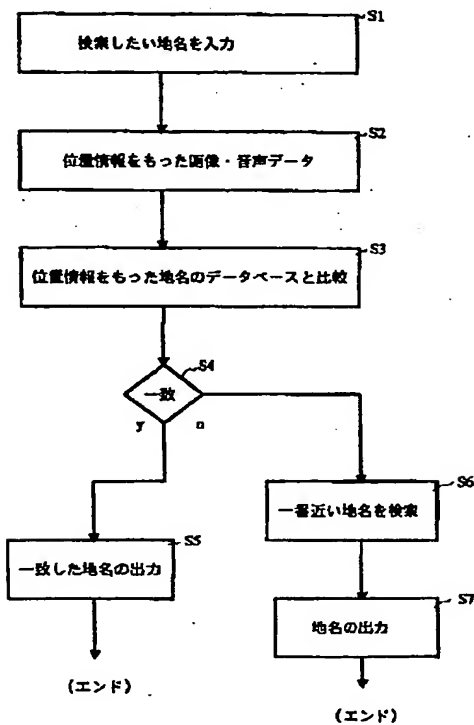 S1
検索したい地名を入力
S2
位置情報をもった画像・音声データ
S3
位置情報をもった地名のデータベースと比較
S4
一致
y n
S5
一致した地名の出力
(エンド)
S6
一番近い地名を検索
S7
地名の出力
(エンド)